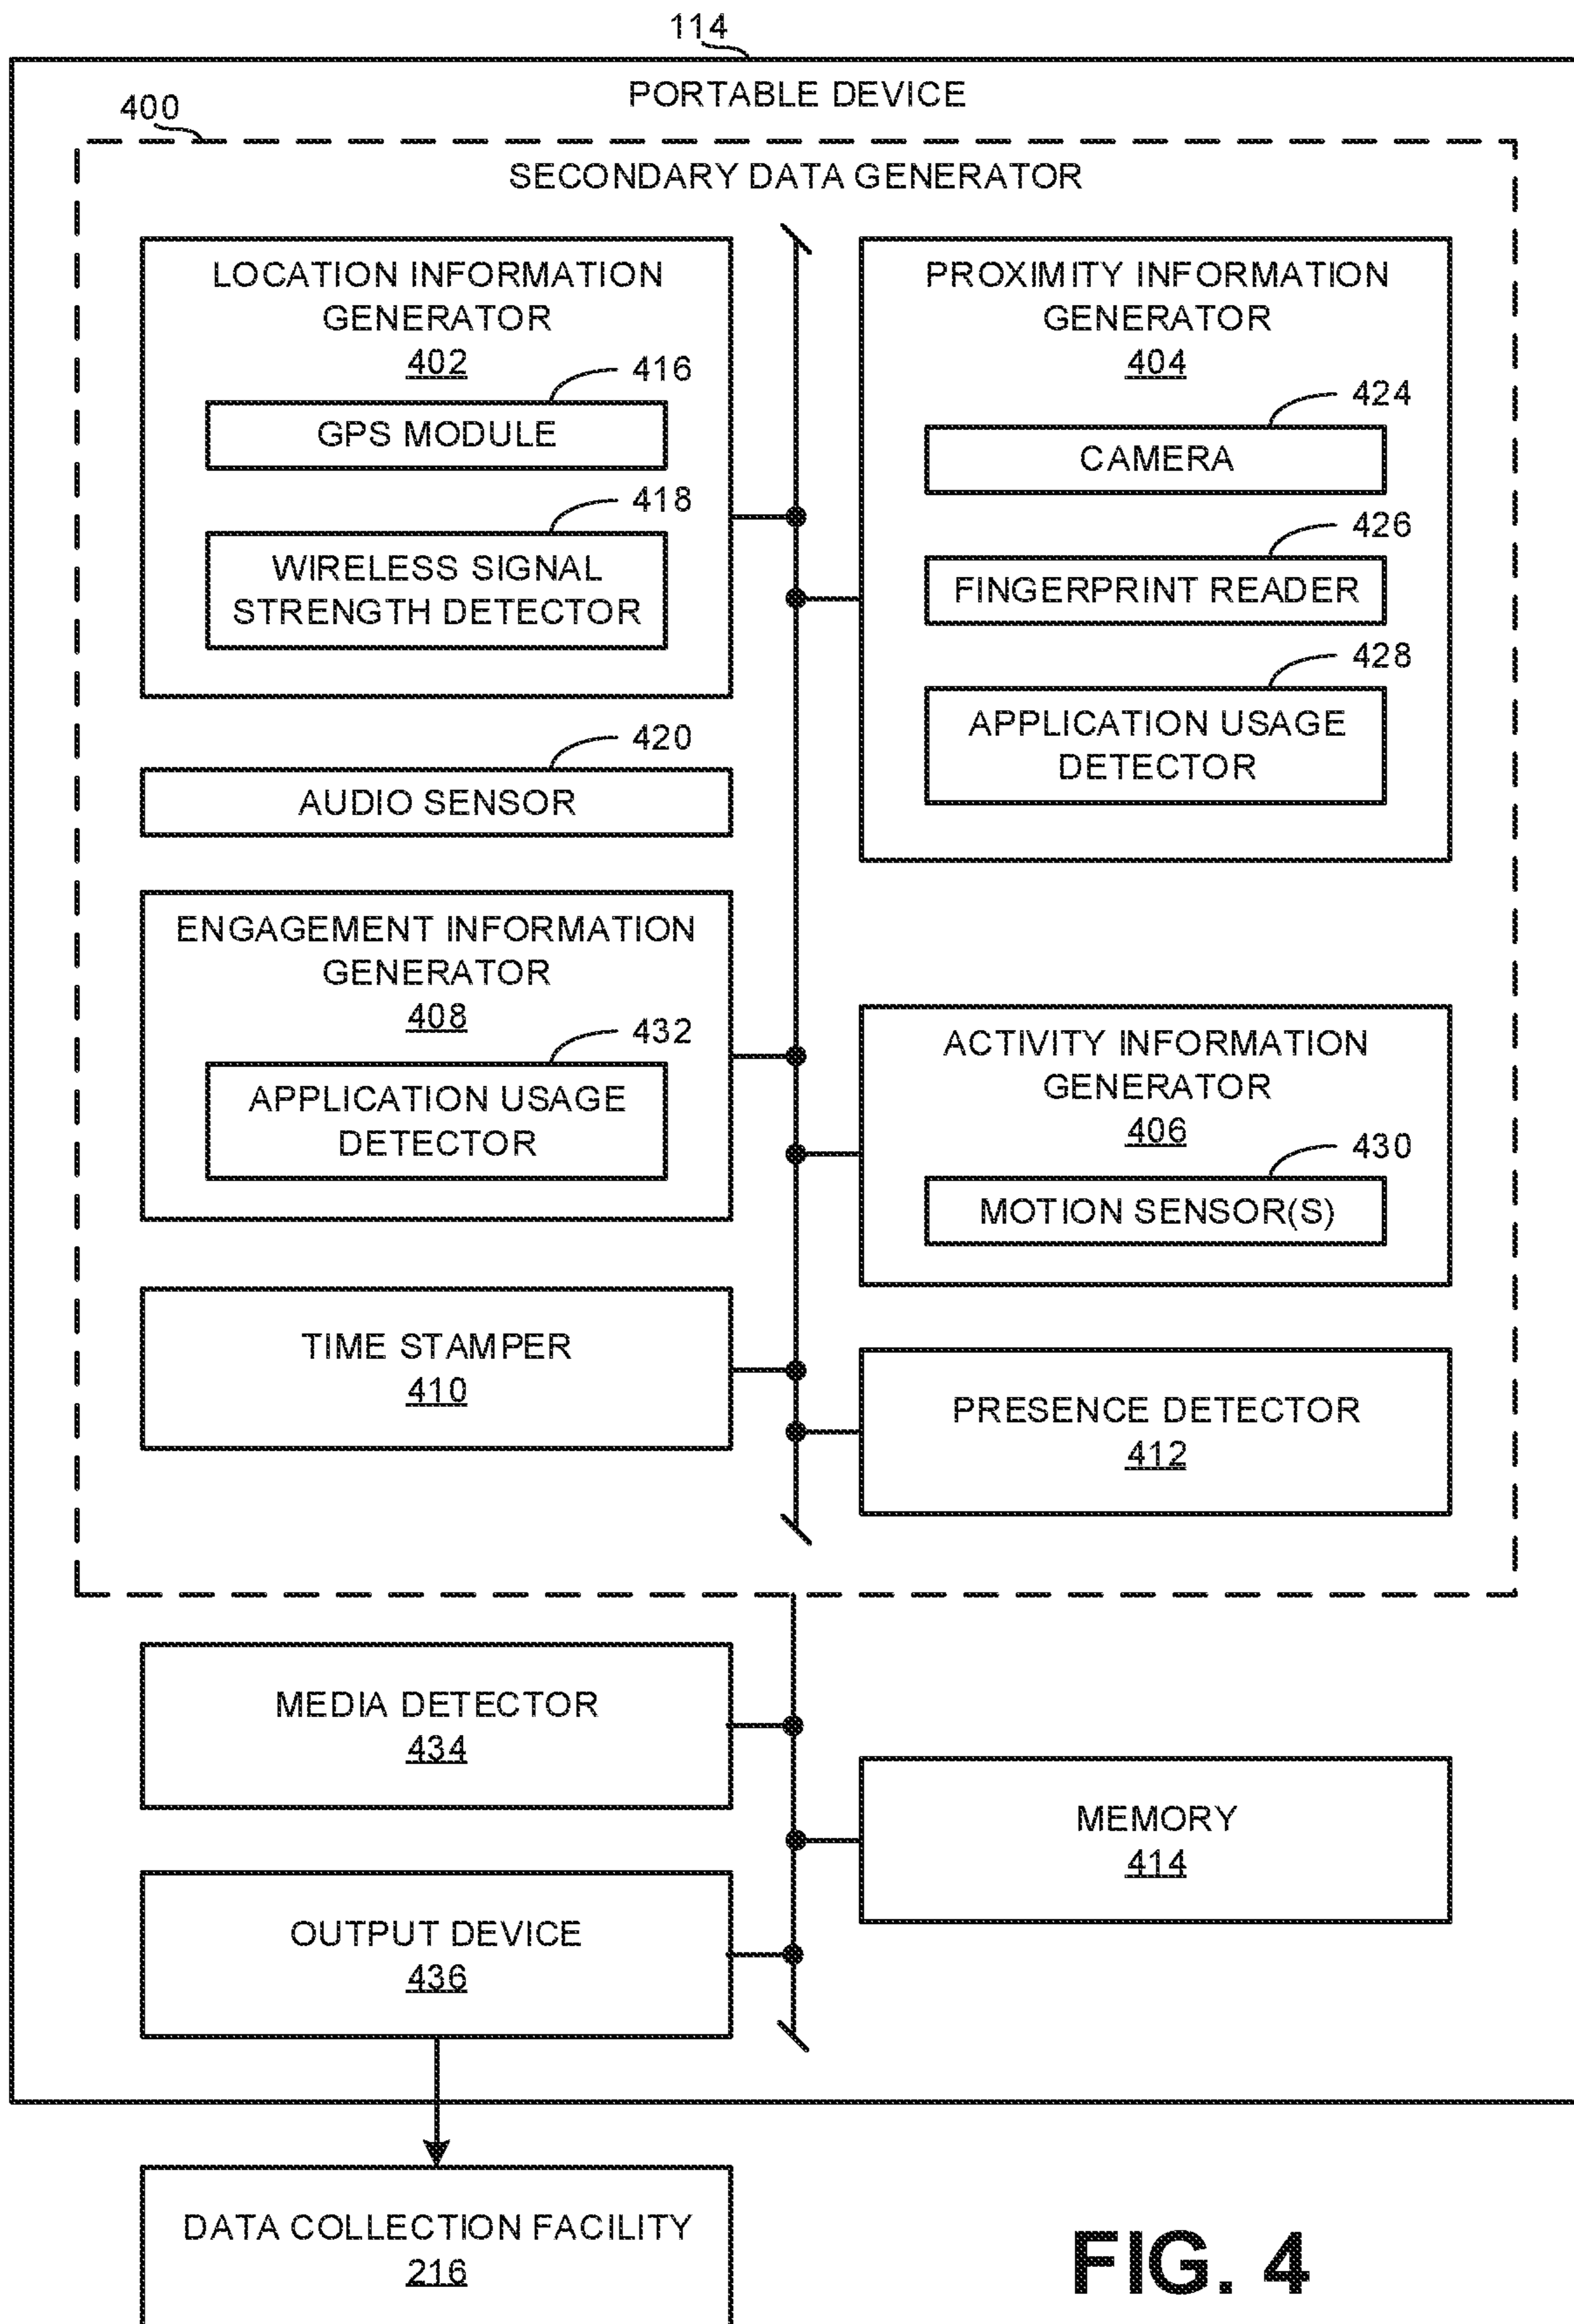 114
PORTABLE DEVICE
400
SECONDARY DATA GENERATOR
LOCATION INFORMATION
GENERATOR
402
416
GPS MODULE
418
WIRELESS SIGNAL
STRENGTH DETECTOR
PROXIMITY INFORMATION
GENERATOR
404
424
CAMERA
426
FINGERPRINT READER
428
APPLICATION USAGE
DETECTOR
420
AUDIO SENSOR
ENGAGEMENT INFORMATION
GENERATOR
408
432
APPLICATION USAGE
DETECTOR
ACTIVITY INFORMATION
GENERATOR
406
430
MOTION SENSOR(S)
TIME STAMPER
410
PRESENCE DETECTOR
412
MEDIA DETECTOR
434
MEMORY
414
OUTPUT DEVICE
436
DATA COLLECTION FACILITY
216
FIG. 4